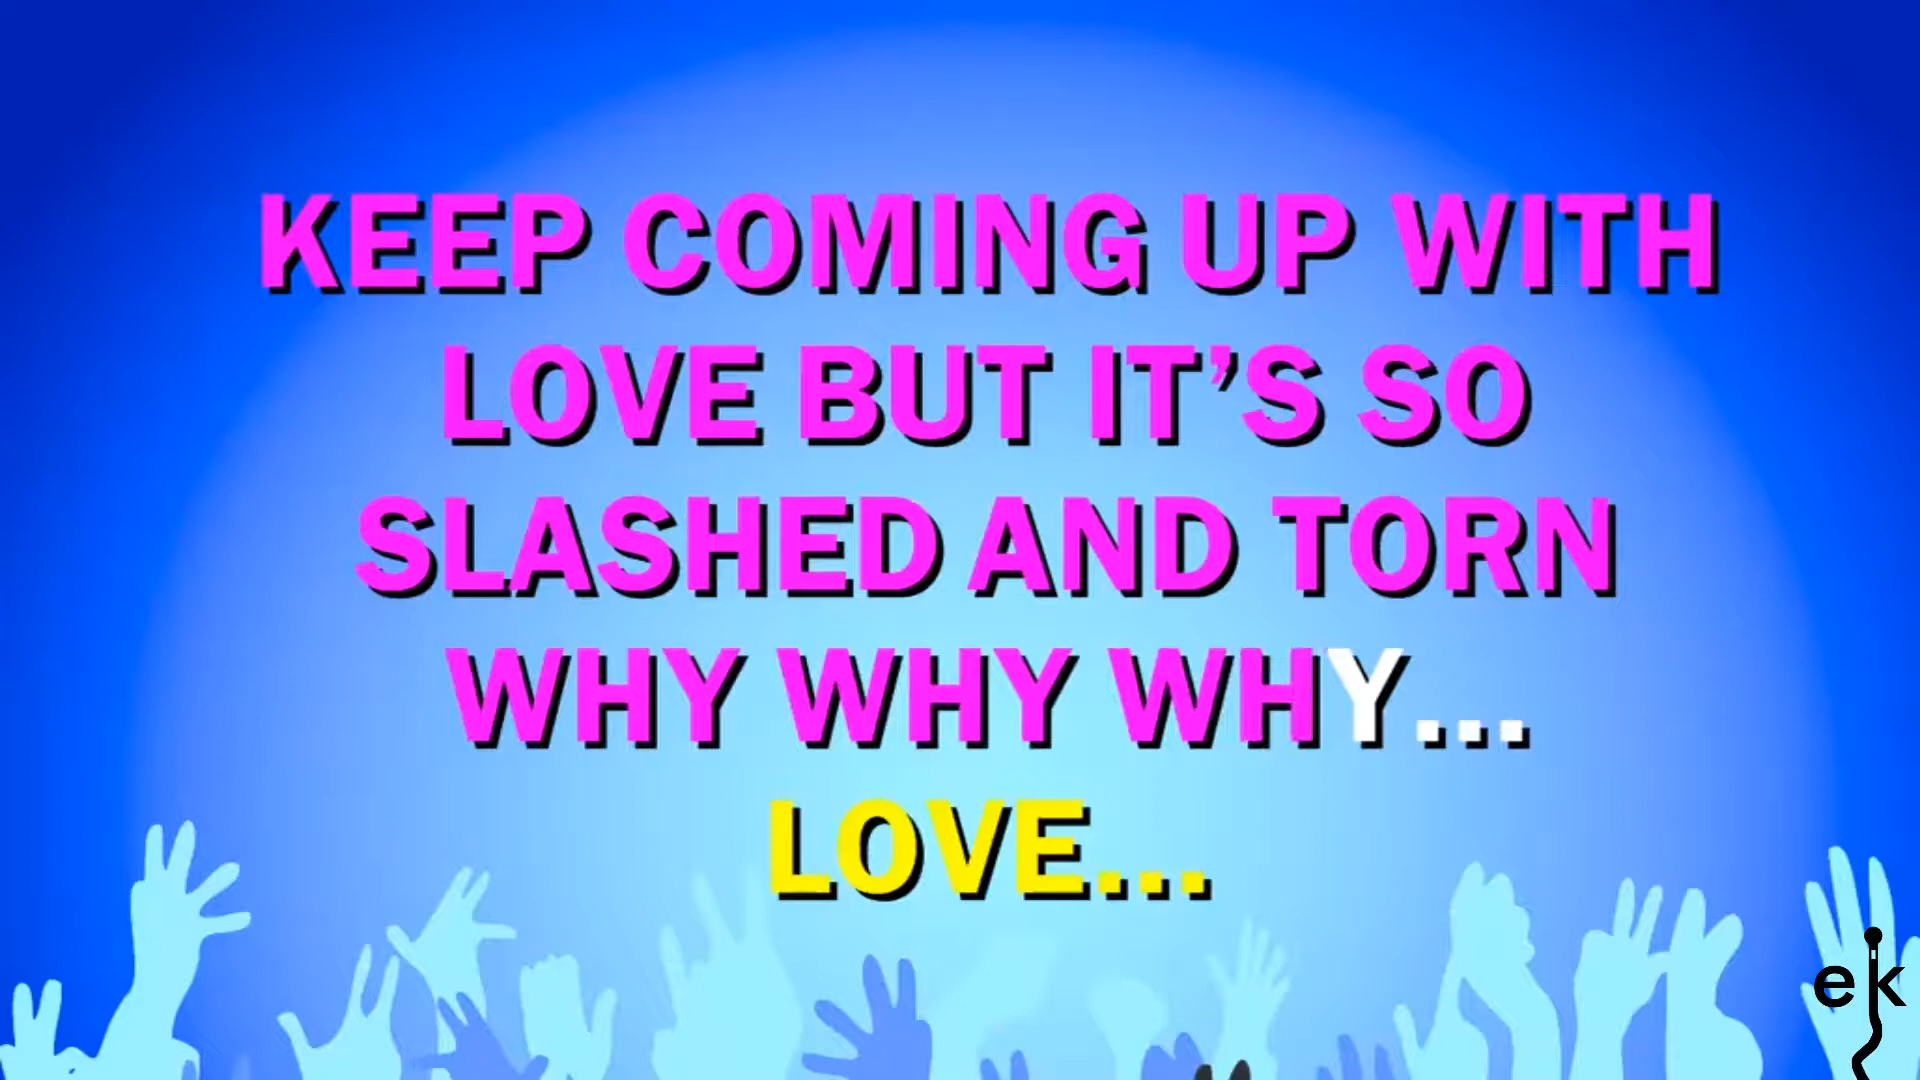 KEEP COMING UP WITH
LOVE BUT IT’S SO
SLASHED AND TORN
WHY WHY WHY...
LOVE...
ek